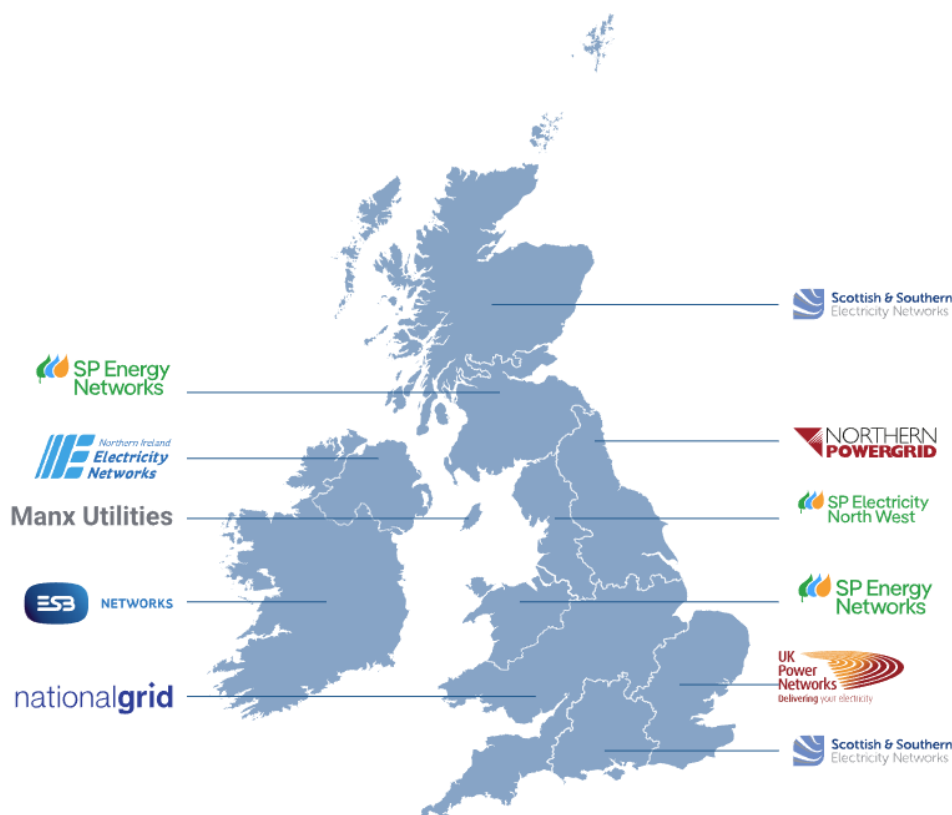 Scottish & Southern
Electricity Networks
SP Energy
Networks
Northern Ireland
Electricity
Networks
NORTHERN
POWERGRID
Manx Utilities
SP Electricity
North West
ESB NETWORKS
SP Energy
Networks
nationalgrid
UK
Power
Networks
Delivering your electricity
Scottish & Southern
Electricity Networks